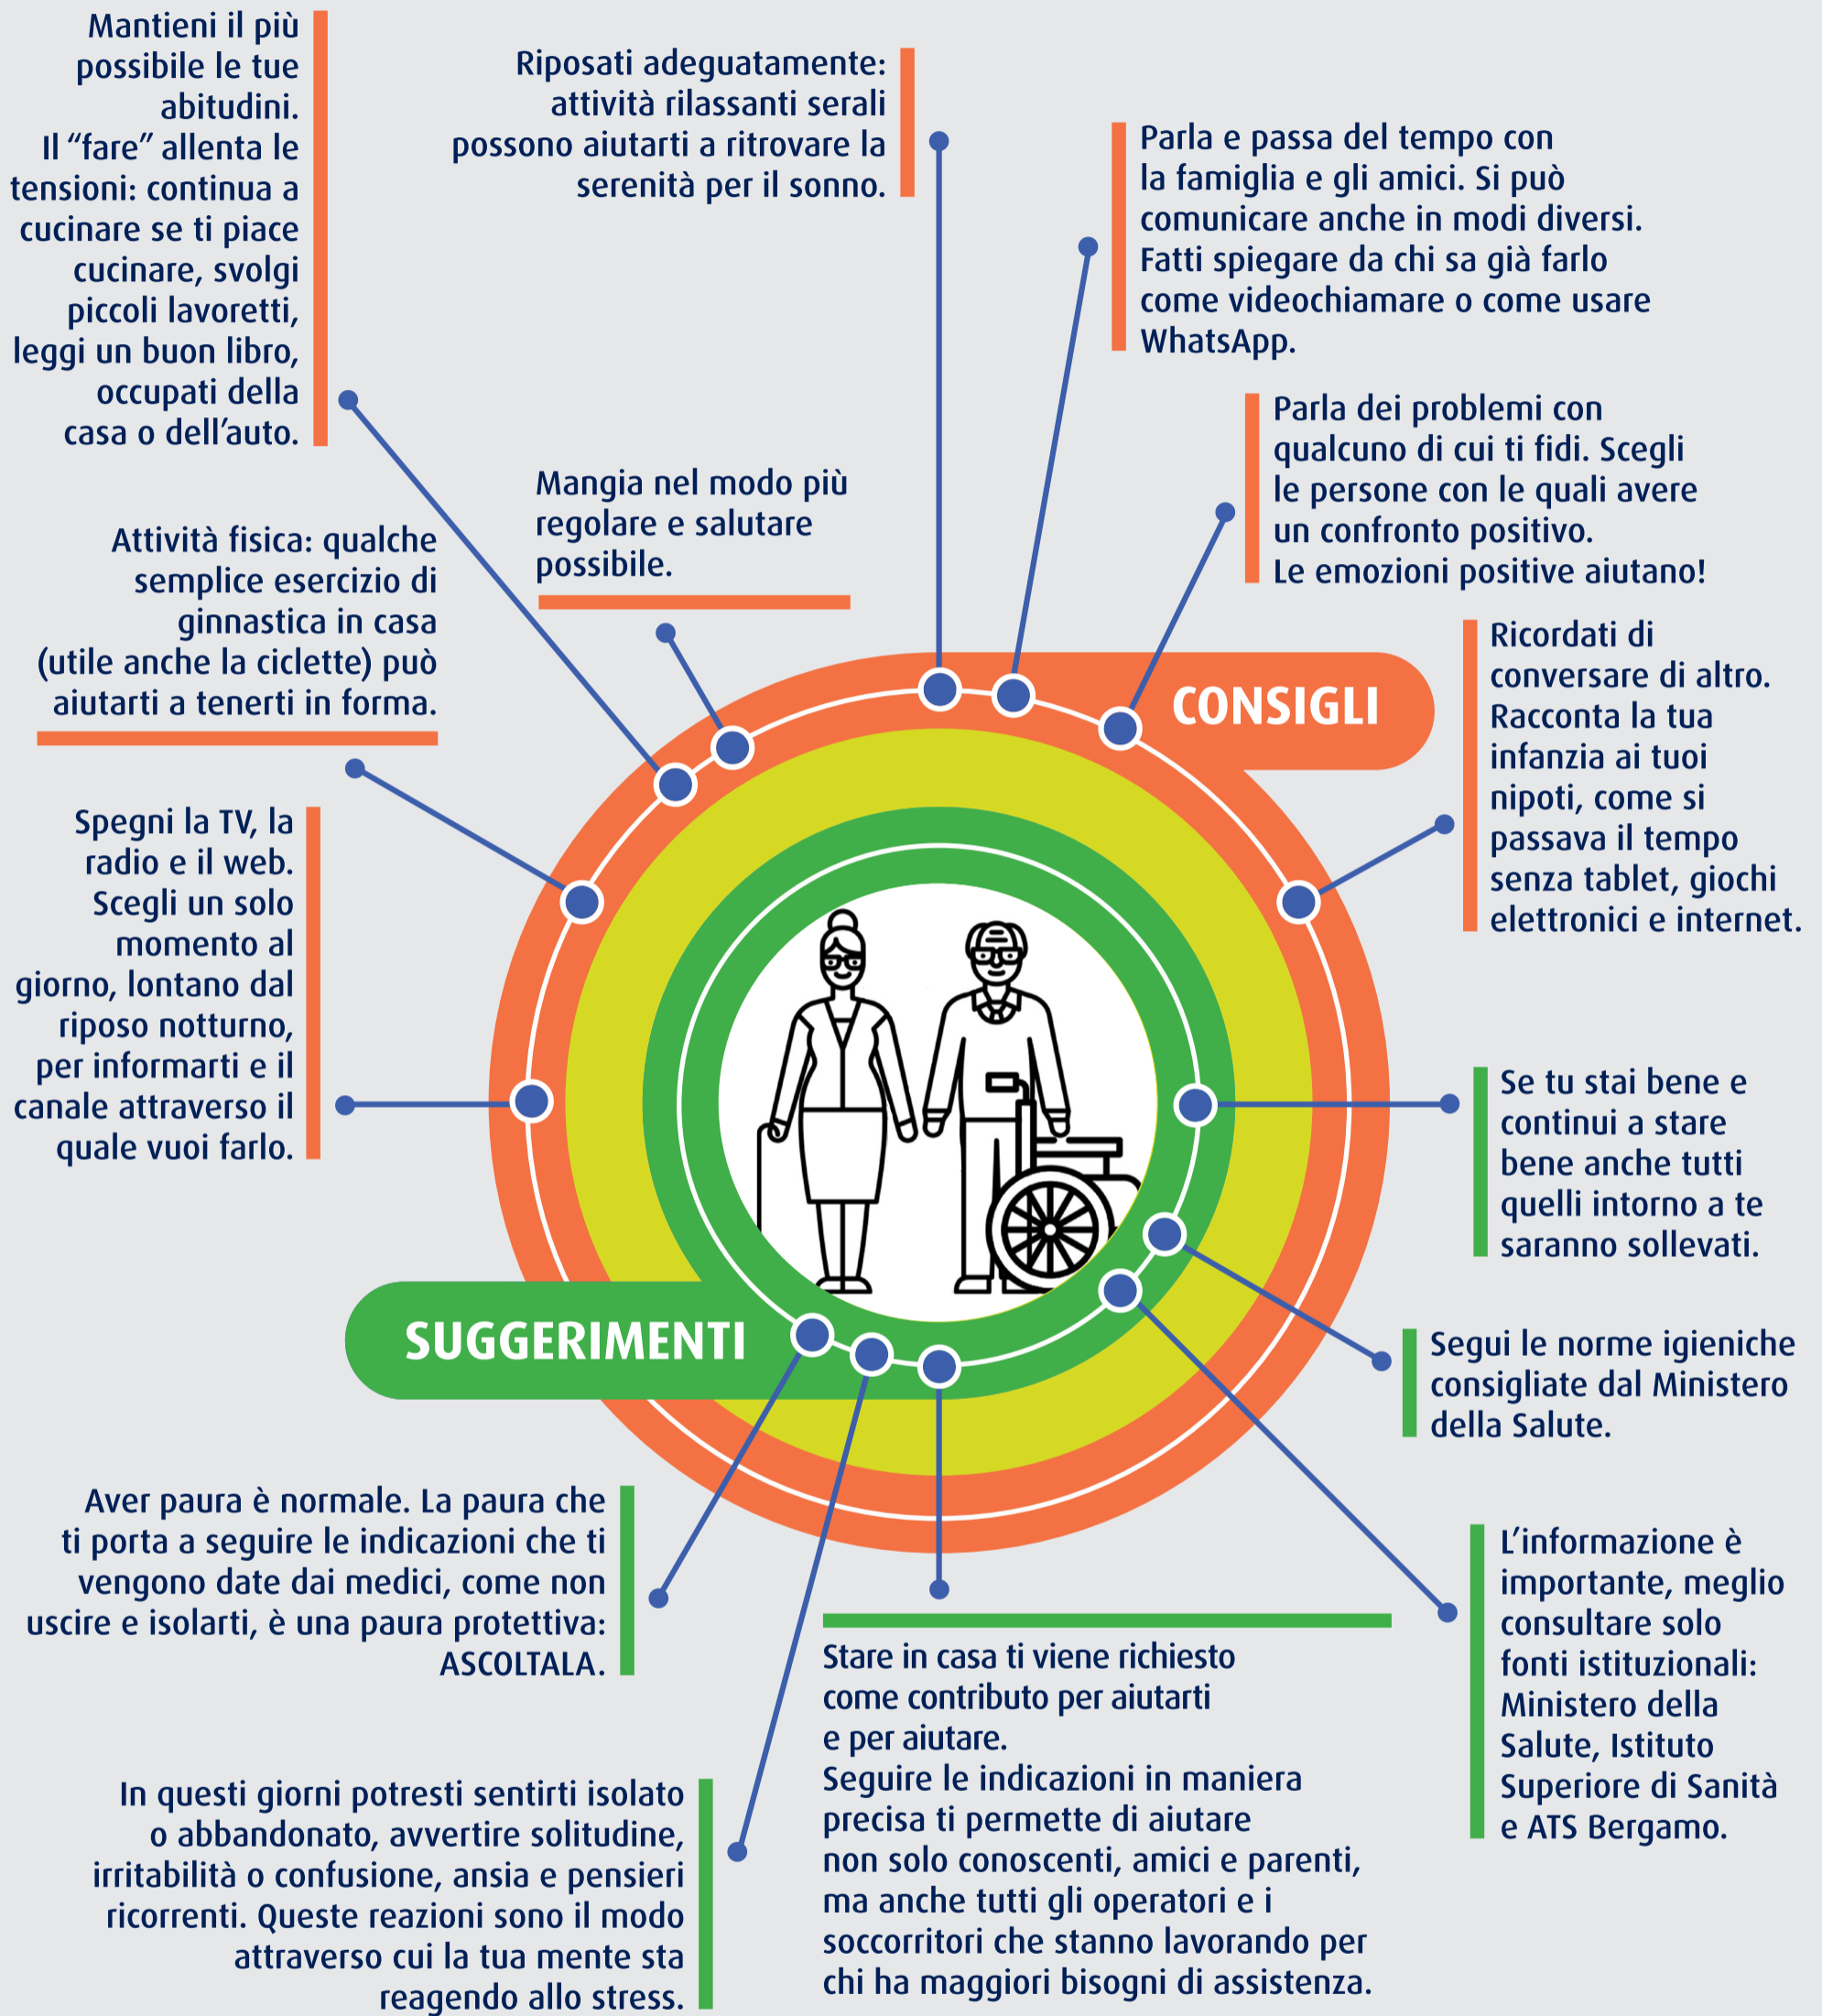 Mantieni il più
possibile le tue
abitudini.
Il “fare” allenta le
tensioni: continua a
cucinare se ti piace
cucinare, svolgi
piccoli lavoretti,
leggi un buon libro,
occupati della
casa o dell’auto.
Riposati adeguatamente:
attività rilassanti serali
possono aiutarti a ritrovare la
serenità per il sonno.
Parla e passa del tempo con
la famiglia e gli amici. Si può
comunicare anche in modi diversi.
Fatti spiegare da chi sa già farlo
come videochiamare o come usare
WhatsApp.
Parla dei problemi con
qualcuno di cui ti fidi. Scegli
le persone con le quali avere
un confronto positivo.
Le emozioni positive aiutano!
Mangia nel modo più
regolare e salutare
possibile.
Attività fisica: qualche
semplice esercizio di
ginnastica in casa
(utile anche la ciclette) può
aiutarti a tenerti in forma.
Ricordati di
conversare di altro.
Racconta la tua
infanzia ai tuoi
nipoti, come si
passava il tempo
senza tablet, giochi
elettronici e internet.
CONSIGLI
Spegni la TV, la
radio e il web.
Scegli un solo
momento al
giorno, lontano dal
riposo notturno,
per informarti e il
canale attraverso il
quale vuoi farlo.
Se tu stai bene e
continui a stare
bene anche tutti
quelli intorno a te
saranno sollevati.
SUGGERIMENTI
Segui le norme igieniche
consigliate dal Ministero
della Salute.
Aver paura è normale. La paura che
ti porta a seguire le indicazioni che ti
vengono date dai medici, come non
uscire e isolarti, è una paura protettiva:
ASCOLTALA.
L’informazione è
importante, meglio
consultare solo
fonti istituzionali:
Ministero della
Salute, Istituto
Superiore di Sanità
e ATS Bergamo.
Stare in casa ti viene richiesto
come contributo per aiutarti
e per aiutare.
Seguire le indicazioni in maniera
precisa ti permette di aiutare
non solo conoscenti, amici e parenti,
ma anche tutti gli operatori e i
soccorritori che stanno lavorando per
chi ha maggiori bisogni di assistenza.
In questi giorni potresti sentirti isolato
o abbandonato, avvertire solitudine,
irritabilità o confusione, ansia e pensieri
ricorrenti. Queste reazioni sono il modo
attraverso cui la tua mente sta
reagendo allo stress.